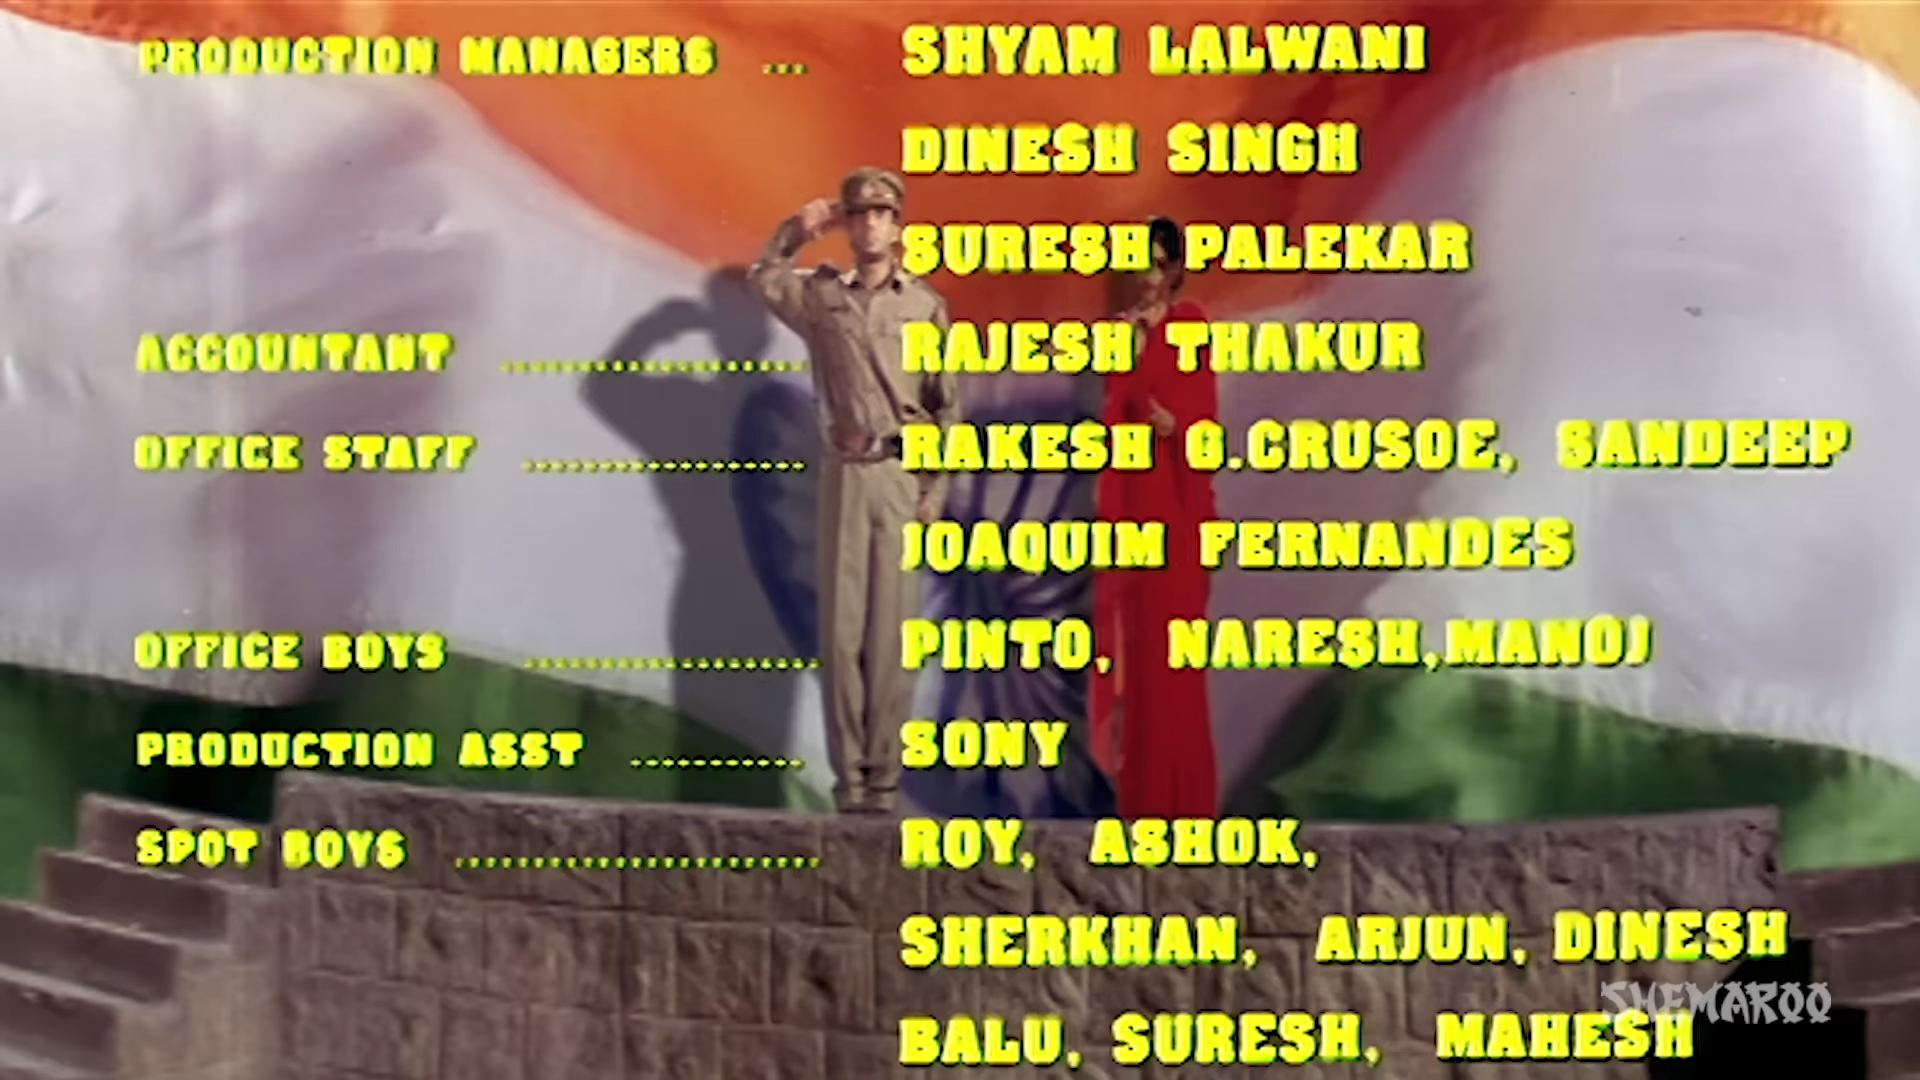 PRODUCTION MANAGERS ... SHYAM LALWANI
DINESH SINGH
SURESH PALEKAR
ACCOUNTANT ........................ RAJESH THAKUR
OFFICE STAFF ...................... RAKESH G.CRUSOE, SANDEEP
JOAQUIM FERNANDES
OFFICE BOYS ....................... PINTO, NARESH,MANOJ
PRODUCTION ASST ............. SONY
SPOT BOYS ............................ ROY, ASHOK,
SHERKHAN, ARJUN, DINESH
BALU, SURESH, MAHESH
SHEMAROO